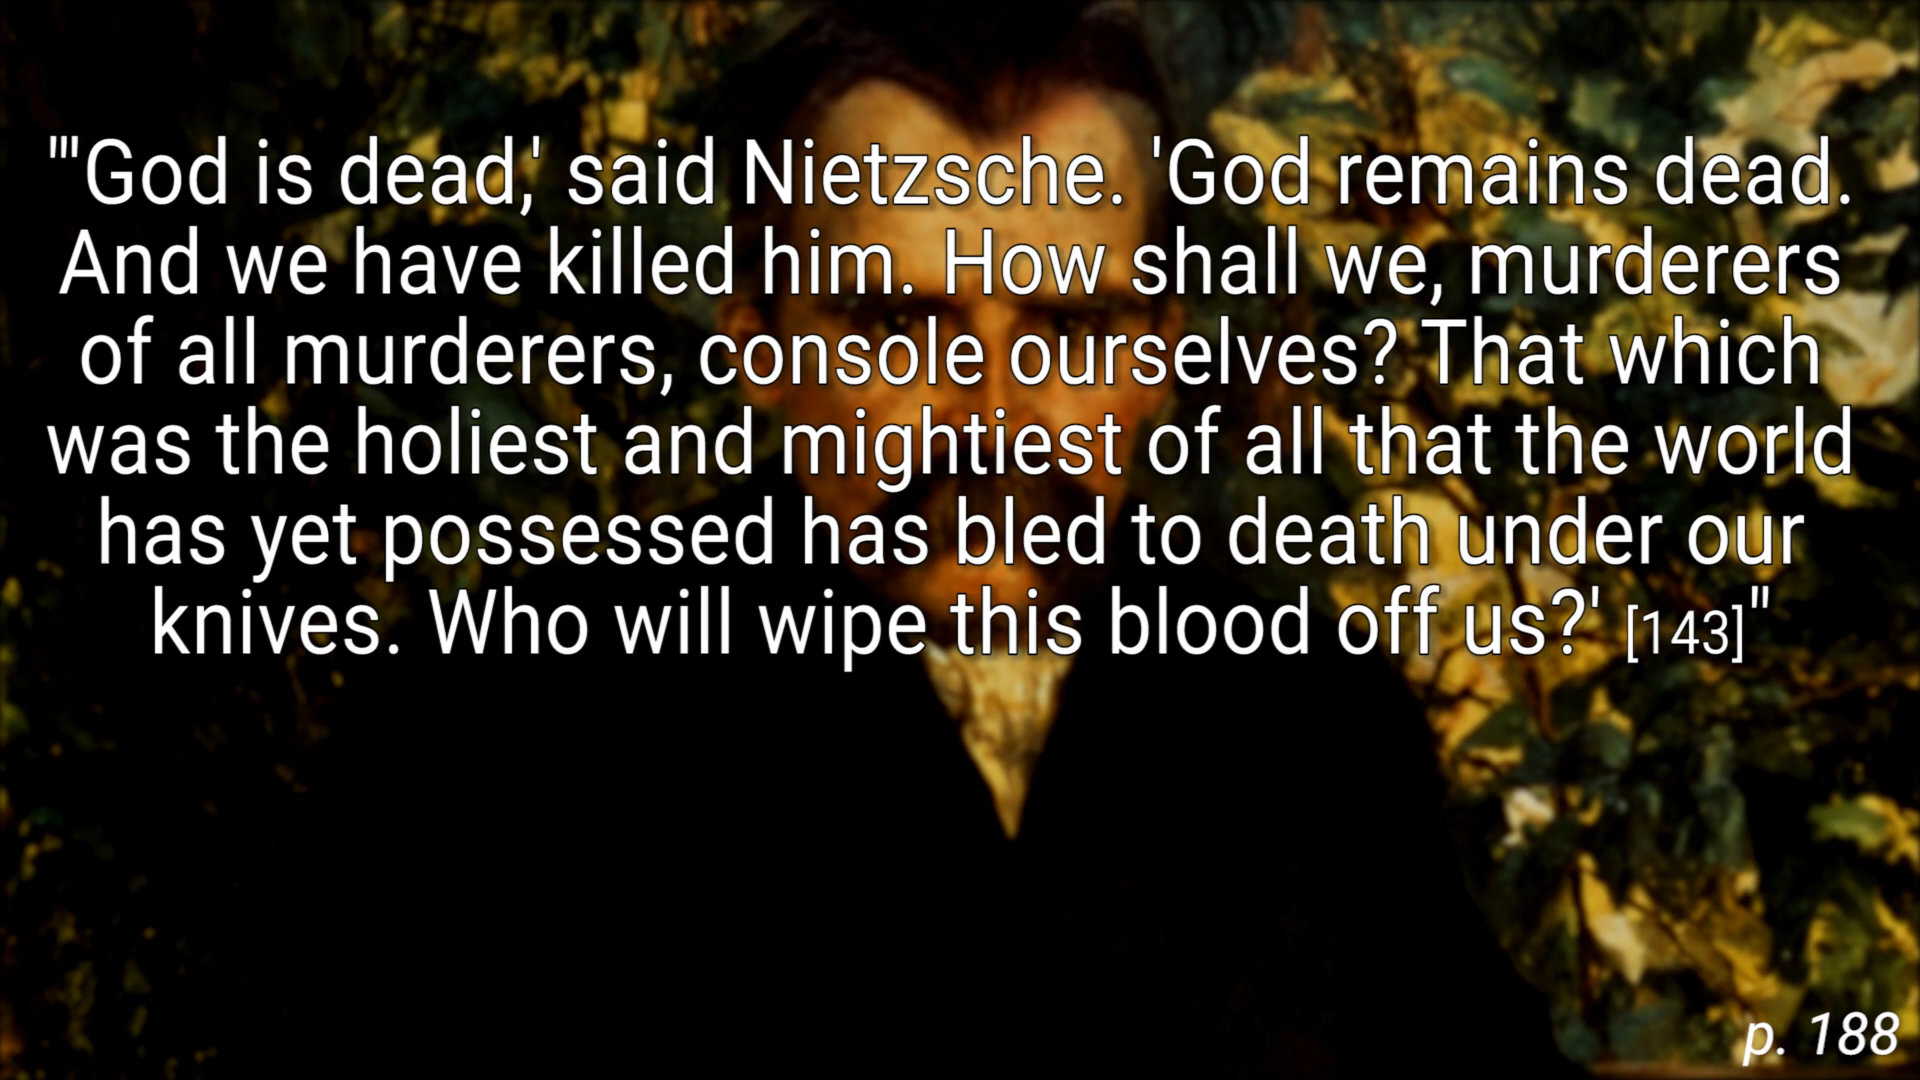 "'God is dead,' said Nietzsche. 'God remains dead.
And we have killed him. How shall we, murderers
of all murderers, console ourselves? That which
was the holiest and mightiest of all that the world
has yet possessed has bled to death under our
knives. Who will wipe this blood off us?' [143]"
p. 188